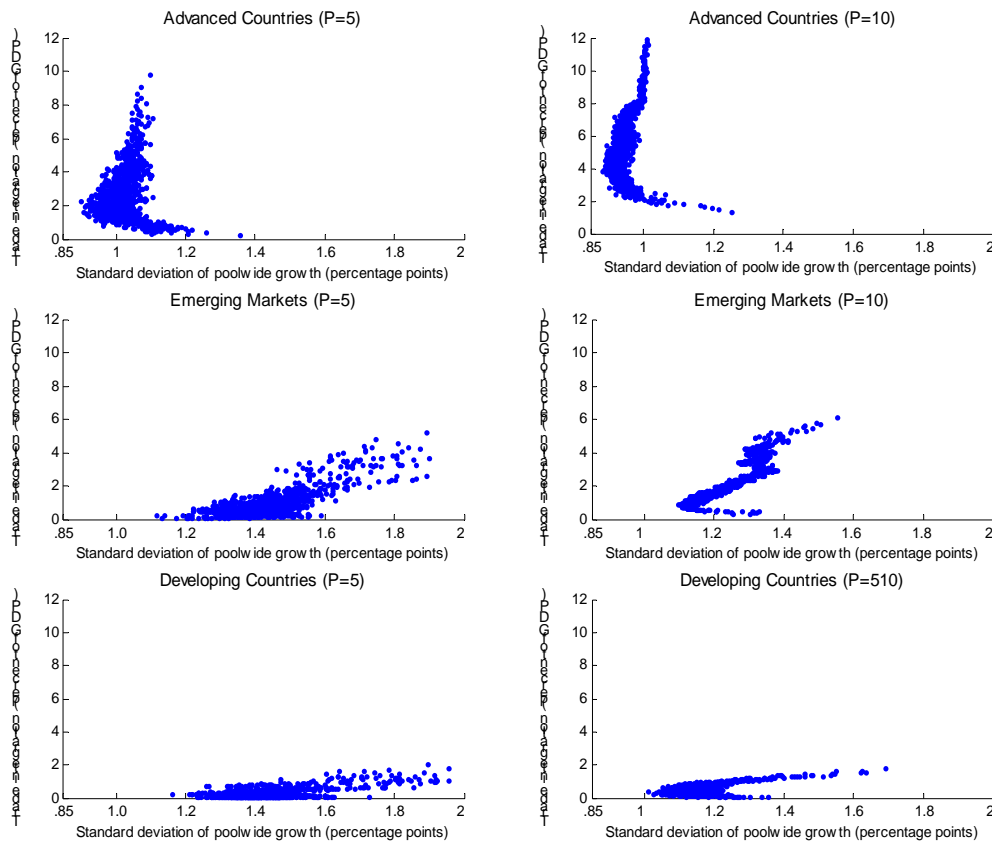 Advanced Countries (P=5)
12
10
8
6
4
2
0
.85 1 1.2 1.4 1.6 1.8 2
Standard deviation of poolwide growth (percentage points)
Advanced Countries (P=10)
12
10
8
6
4
2
0
.85 1 1.2 1.4 1.6 1.8 2
Standard deviation of poolwide growth (percentage points)
Emerging Markets (P=5)
12
10
8
6
4
2
0
.85 1.0 1.2 1.4 1.6 1.8 2
Standard deviation of poolwide growth (percentage points)
Emerging Markets (P=10)
12
10
8
6
4
2
0
.85 1.0 1.2 1.4 1.6 1.8 2
Standard deviation of poolwide growth (percentage points)
Developing Countries (P=5)
12
10
8
6
4
2
0
.85 1.0 1.2 1.4 1.6 1.8 2
Standard deviation of poolwide growth (percentage points)
Developing Countries (P=510)
12
10
8
6
4
2
0
.85 1.0 1.2 1.4 1.6 1.8 2
Standard deviation of poolwide growth (percentage points)